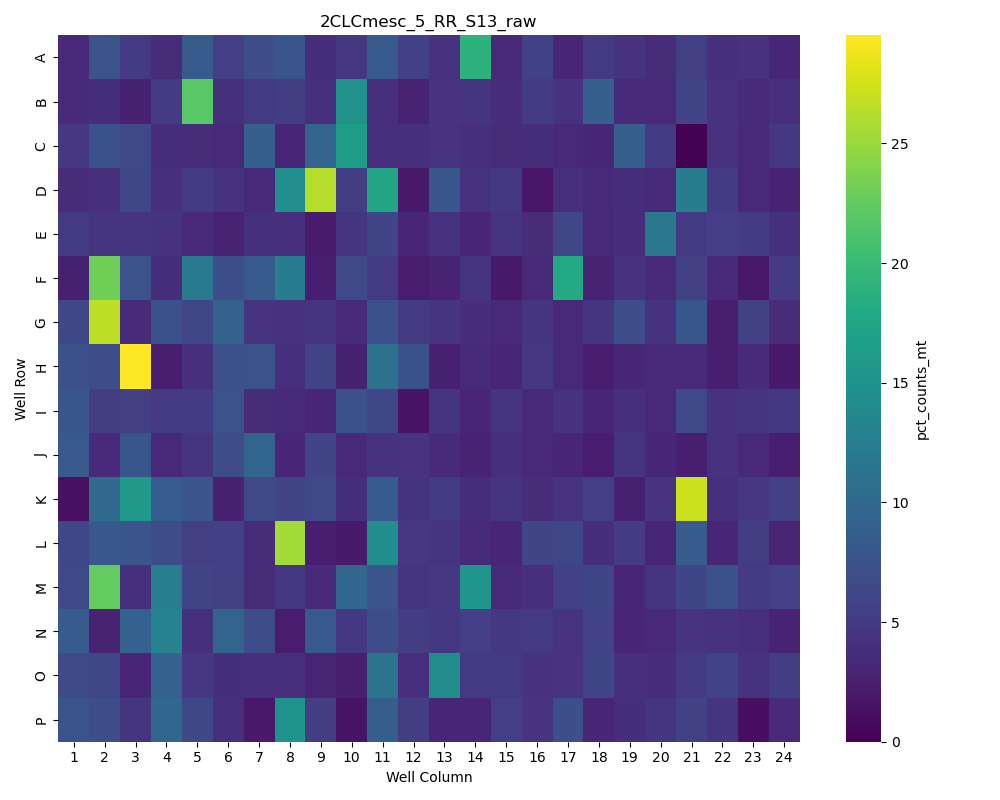 2CLCmesc_5_RR_S13_raw
Well Row
A
B
C
D
E
F
G
H
I
J
K
L
M
N
O
P
1 2 3 4 5 6 7 8 9 10 11 12 13 14 15 16 17 18 19 20 21 22 23 24
Well Column
25
20
15
10
5
0
pct_counts_mt